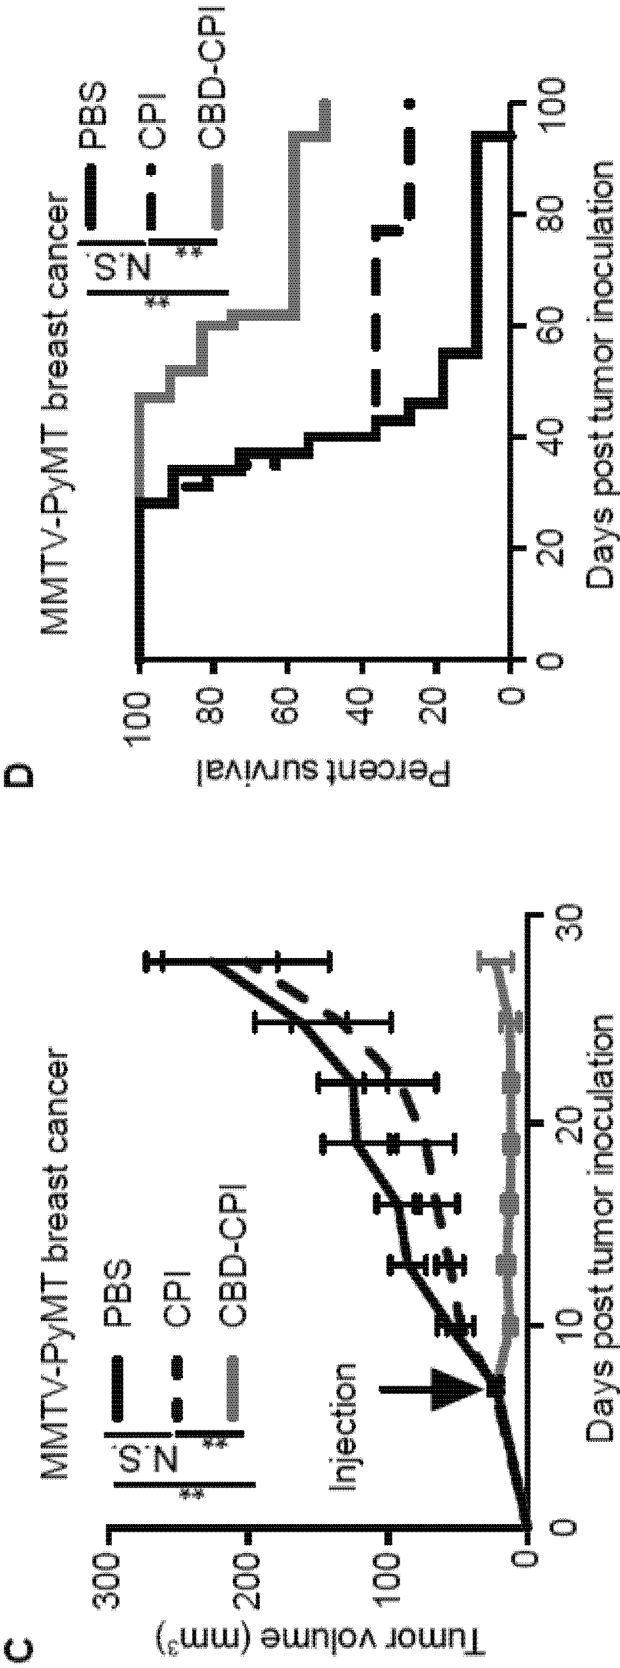 C
MMTV-PyMT breast cancer
PBS
CPI
CBD-CPI
N.S.
**
**
Injection
Tumor volume (mm³)
300
200
100
0
0 10 20 30
Days post tumor inoculation
D
MMTV-PyMT breast cancer
PBS
CPI
CBD-CPI
N.S.
**
**
Percent survival
100
80
60
40
20
0
0 20 40 60 80 100
Days post tumor inoculation